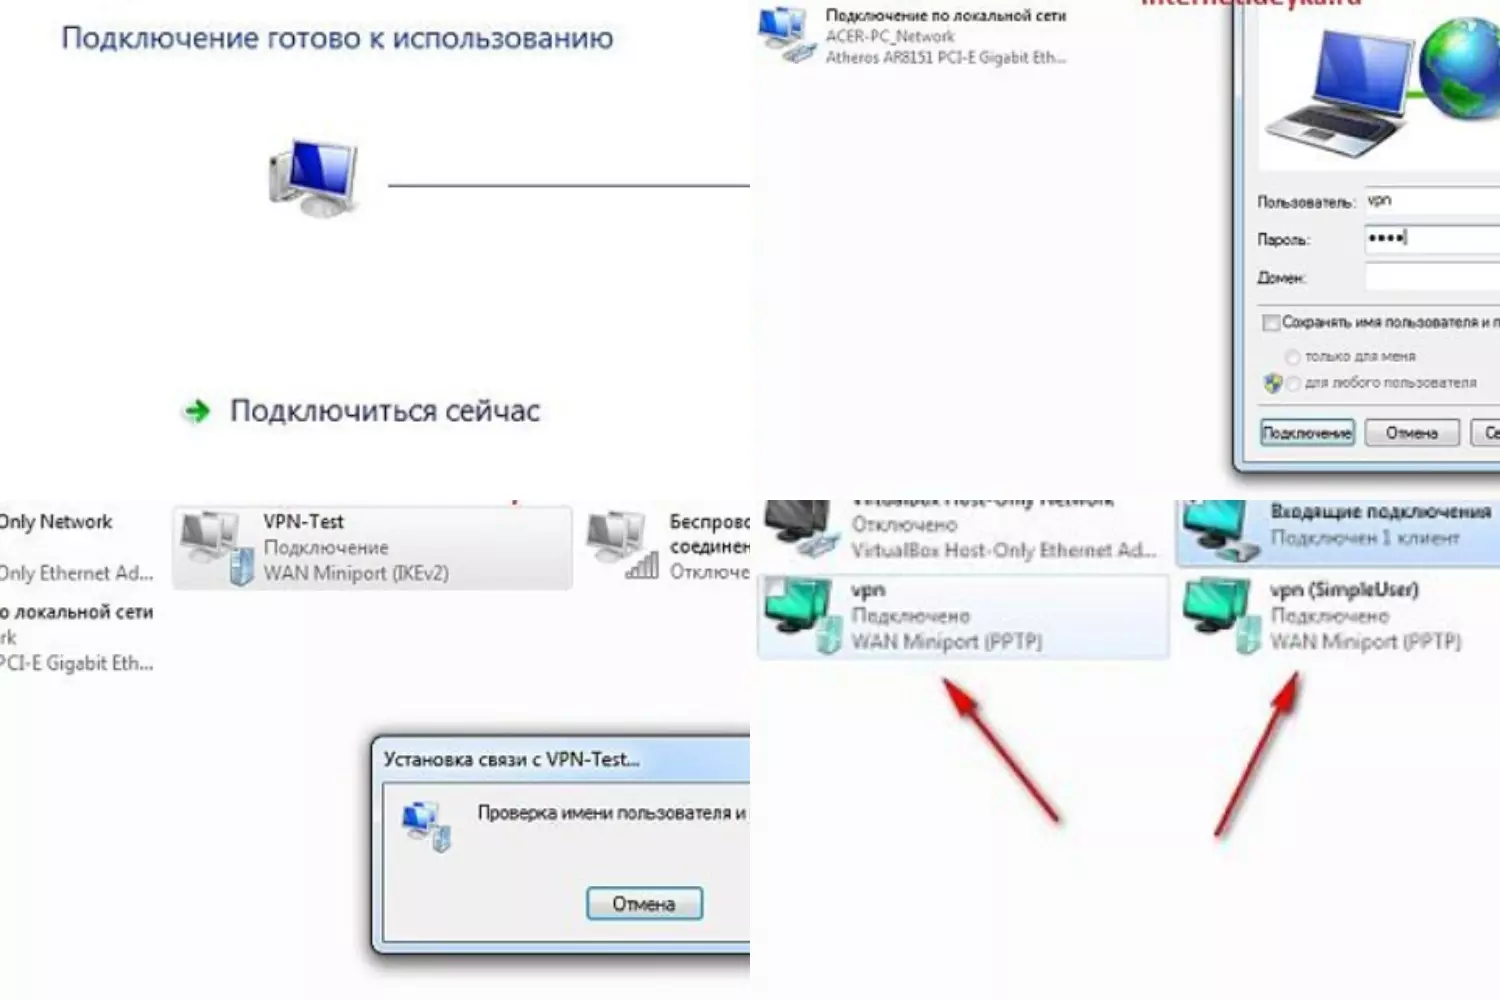 Подключение готово к использованию
Подключиться сейчас
Подключение по локальной сети
ACER-PC_Network
Atheros AR8151 PCI-E Gigabit Eth...
Пользователь: vpn
Пароль: ••••
Домен:
Сохранять имя пользователя и п
только для меня
для любого пользователя
Подключение Отмена Св
Only Network
Only Ethernet Ad...
о локальной сети
rk
PCI-E Gigabit Eth...
VPN-Test
Подключение
WAN Miniport (IKEv2)
Беспрово
соединен
Отключе
Установка связи с VPN-Test...
Проверка имени пользователя и
Отмена
VirtualBox Host-Only Network
Отключено
VirtualBox Host-Only Ethernet Ad...
Входящие подключения
Подключен 1 клиент
vpn
Подключено
WAN Miniport (PPTP)
vpn (SimpleUser)
Подключено
WAN Miniport (PPTP)